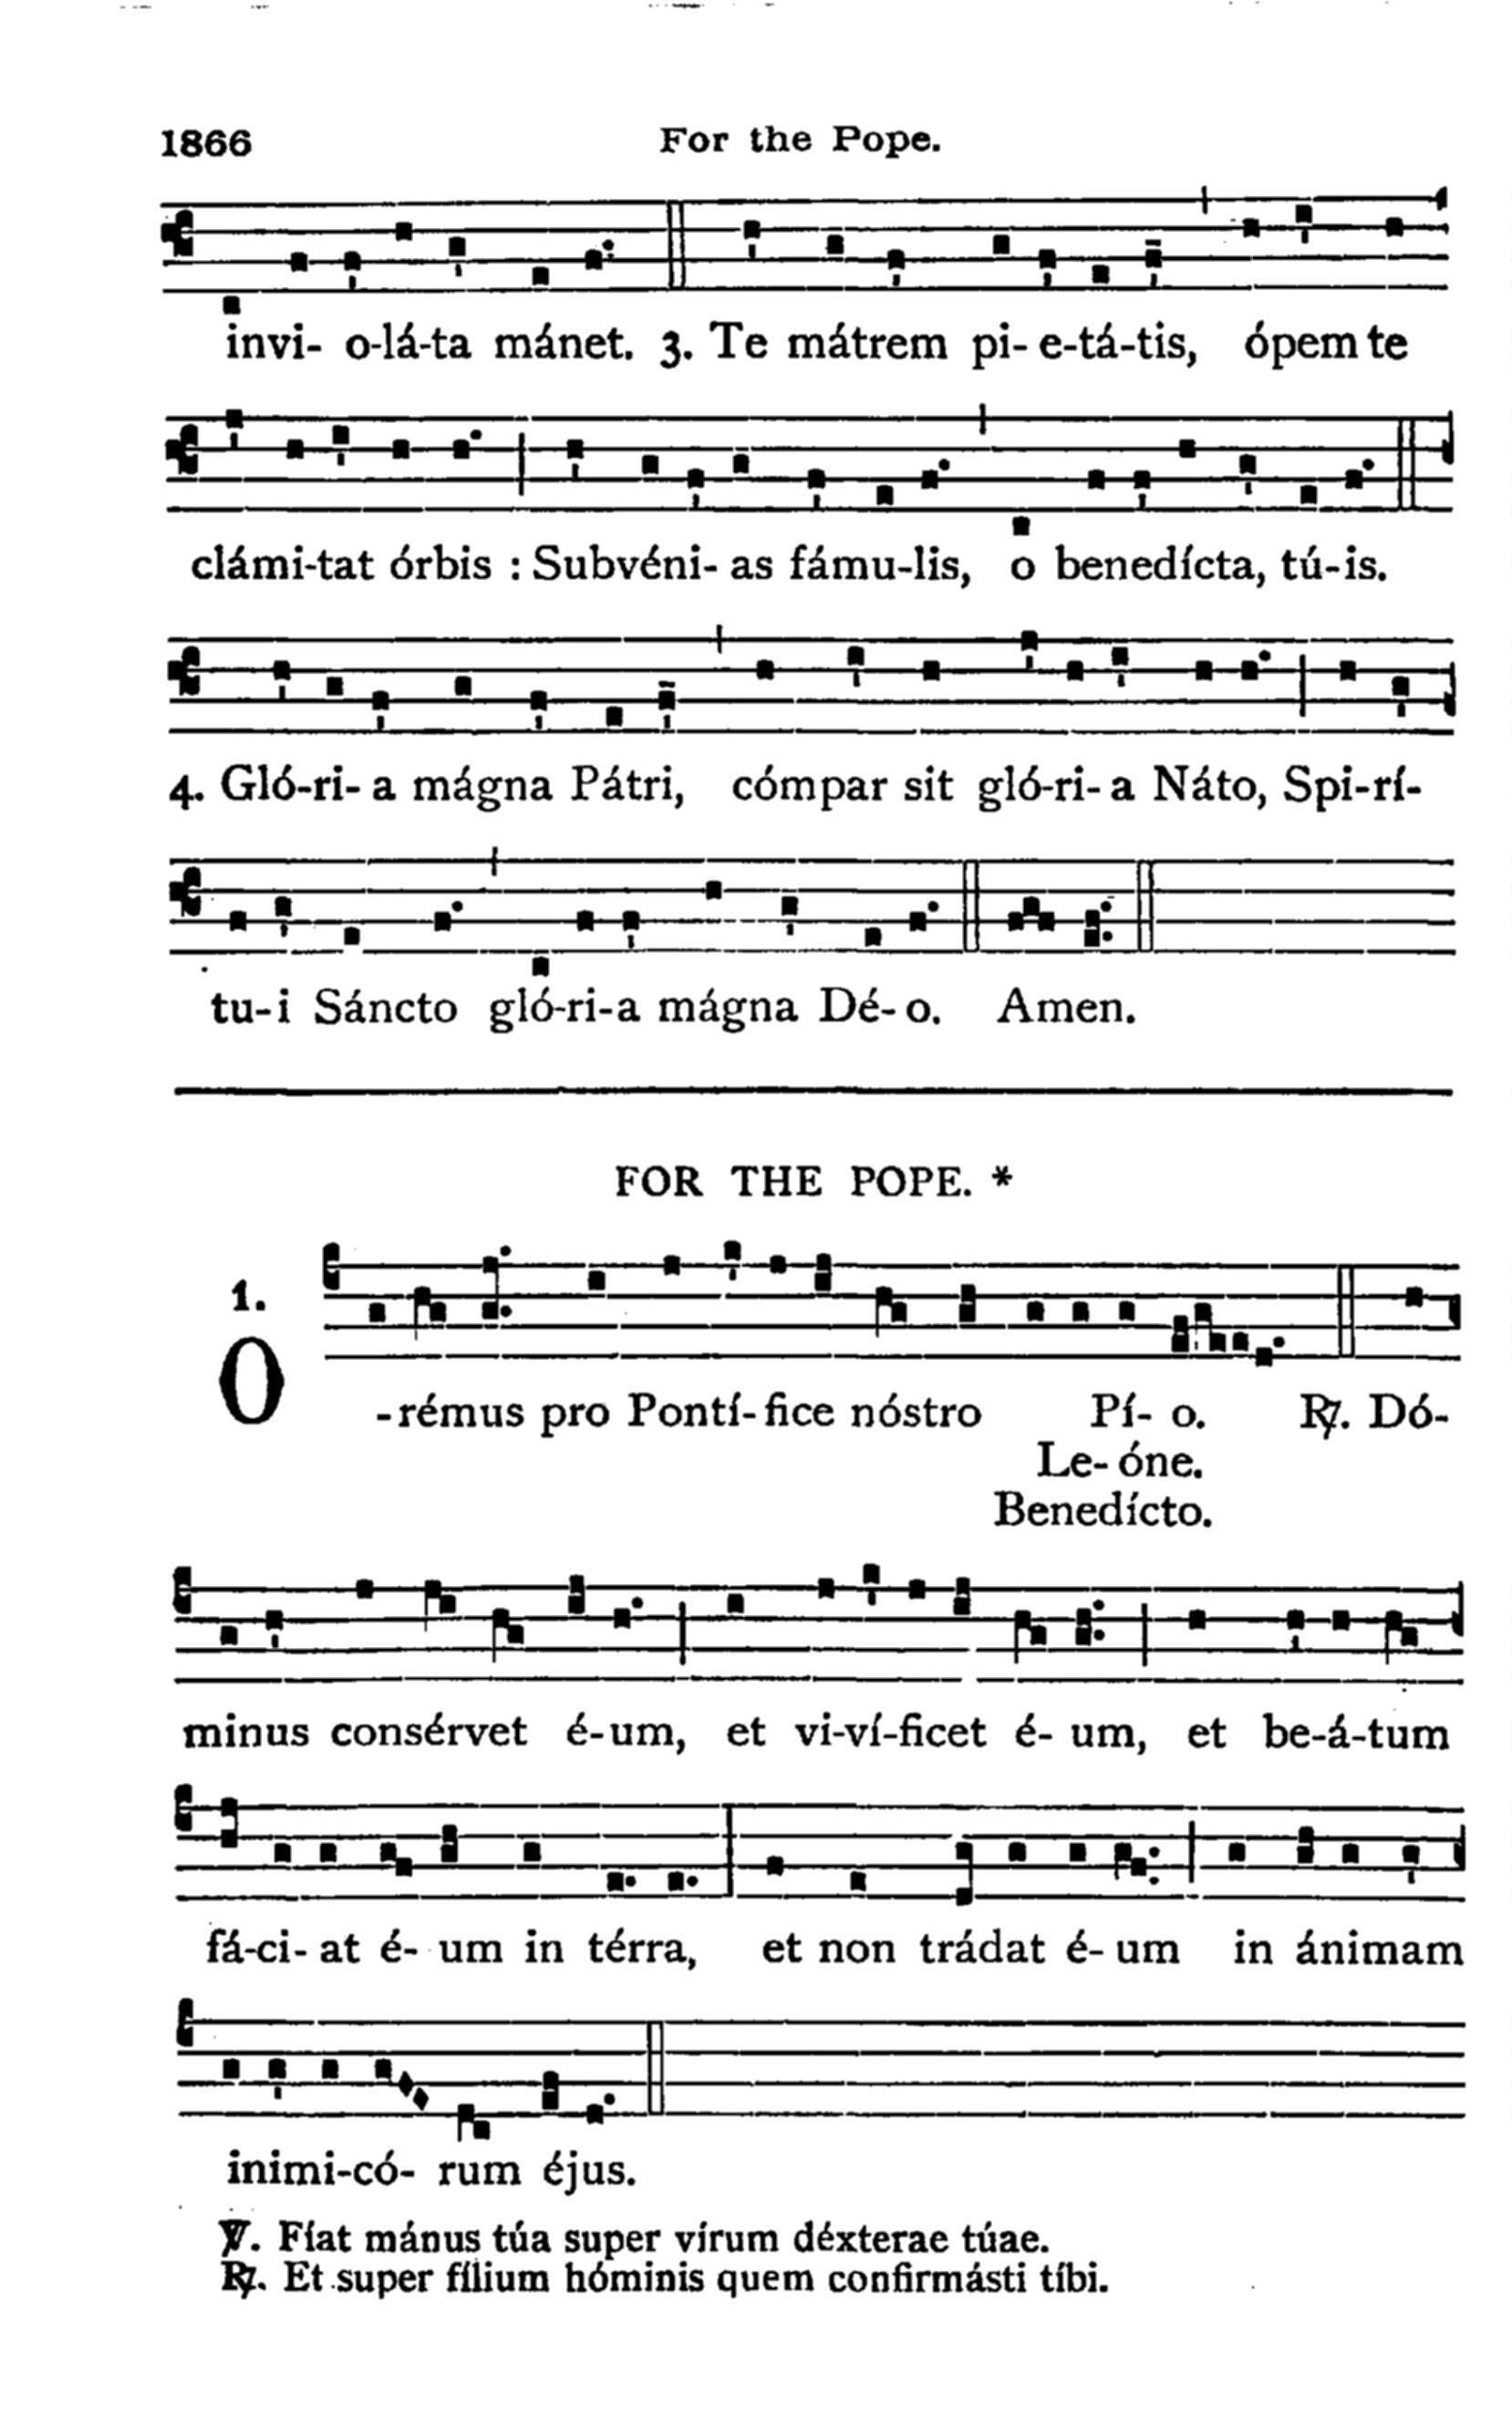 1866 For the Pope.
invi- o-lá-ta mánet. 3. Te mátrem pi- e-tá-tis, ópem te
clámi-tat órbis : Subvéni- as fámu-lis, o benedícta, tú-is.
4. Gló-ri- a mágna Pátri, cómpar sit gló-ri- a Náto, Spi-rí-
tu- i Sáncto gló-ri-a mágna Dé- o. Amen.
FOR THE POPE. *
1.
O -rémus pro Pontí- fice nóstro Pí- o. ℟. Dó-
Le- óne.
Benedícto.
minus consérvet é-um, et vi-ví-ficet é- um, et be-á-tum
fá-ci- at é- um in térra, et non trádat é- um in ánimam
inimi-có- rum éjus.
℣. Fíat mánus túa super vírum déxterae túae.
℟. Et super fílium hóminis quem confirmásti tíbi.